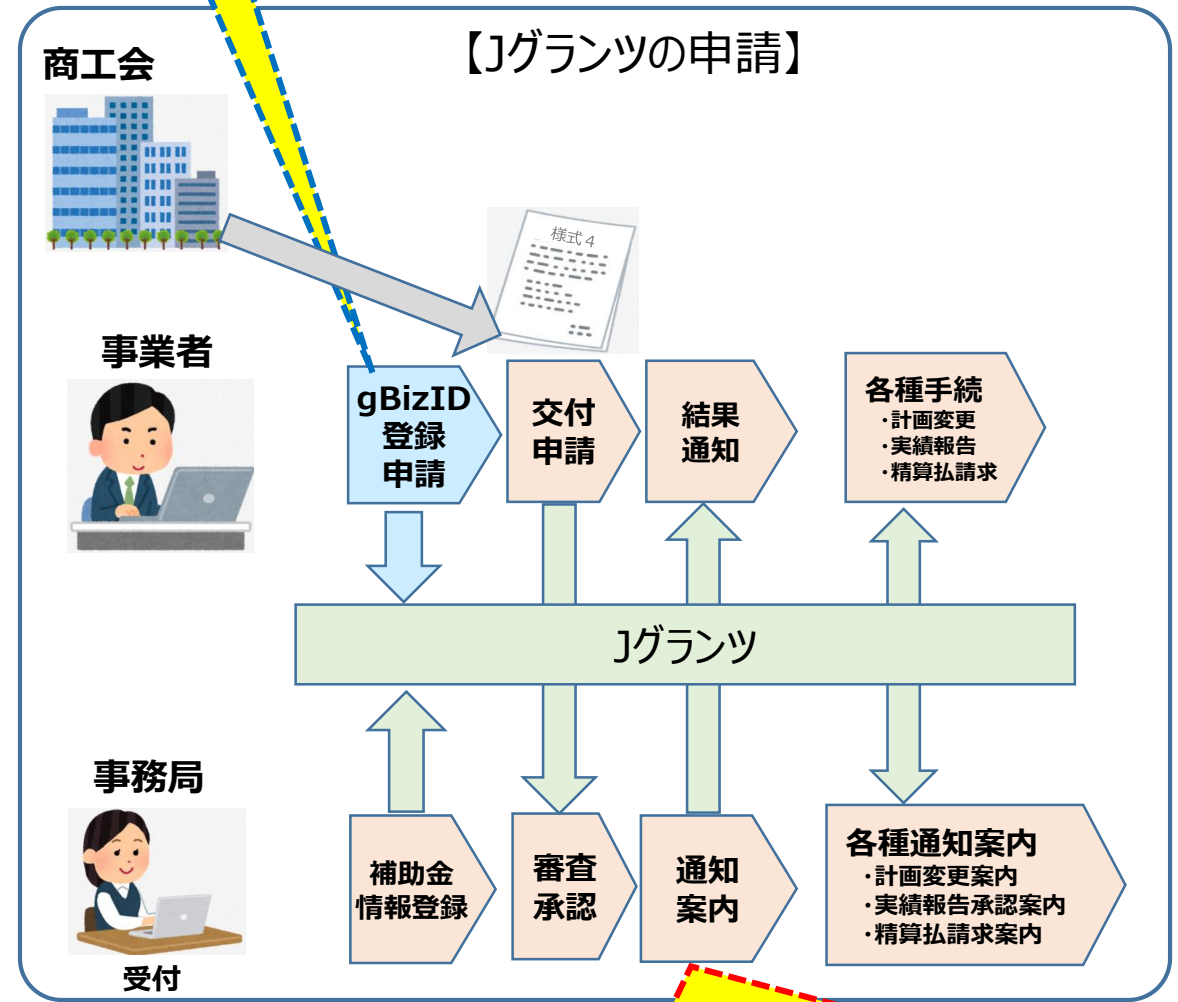 【Jグランツの申請】
商工会
様式４
事業者
gBizID
登録
申請
交付
申請
結果
通知
各種手続
・計画変更
・実績報告
・精算払請求
Jグランツ
事務局
受付
補助金
情報登録
審査
承認
通知
案内
各種通知案内
・計画変更案内
・実績報告承認案内
・精算払請求案内